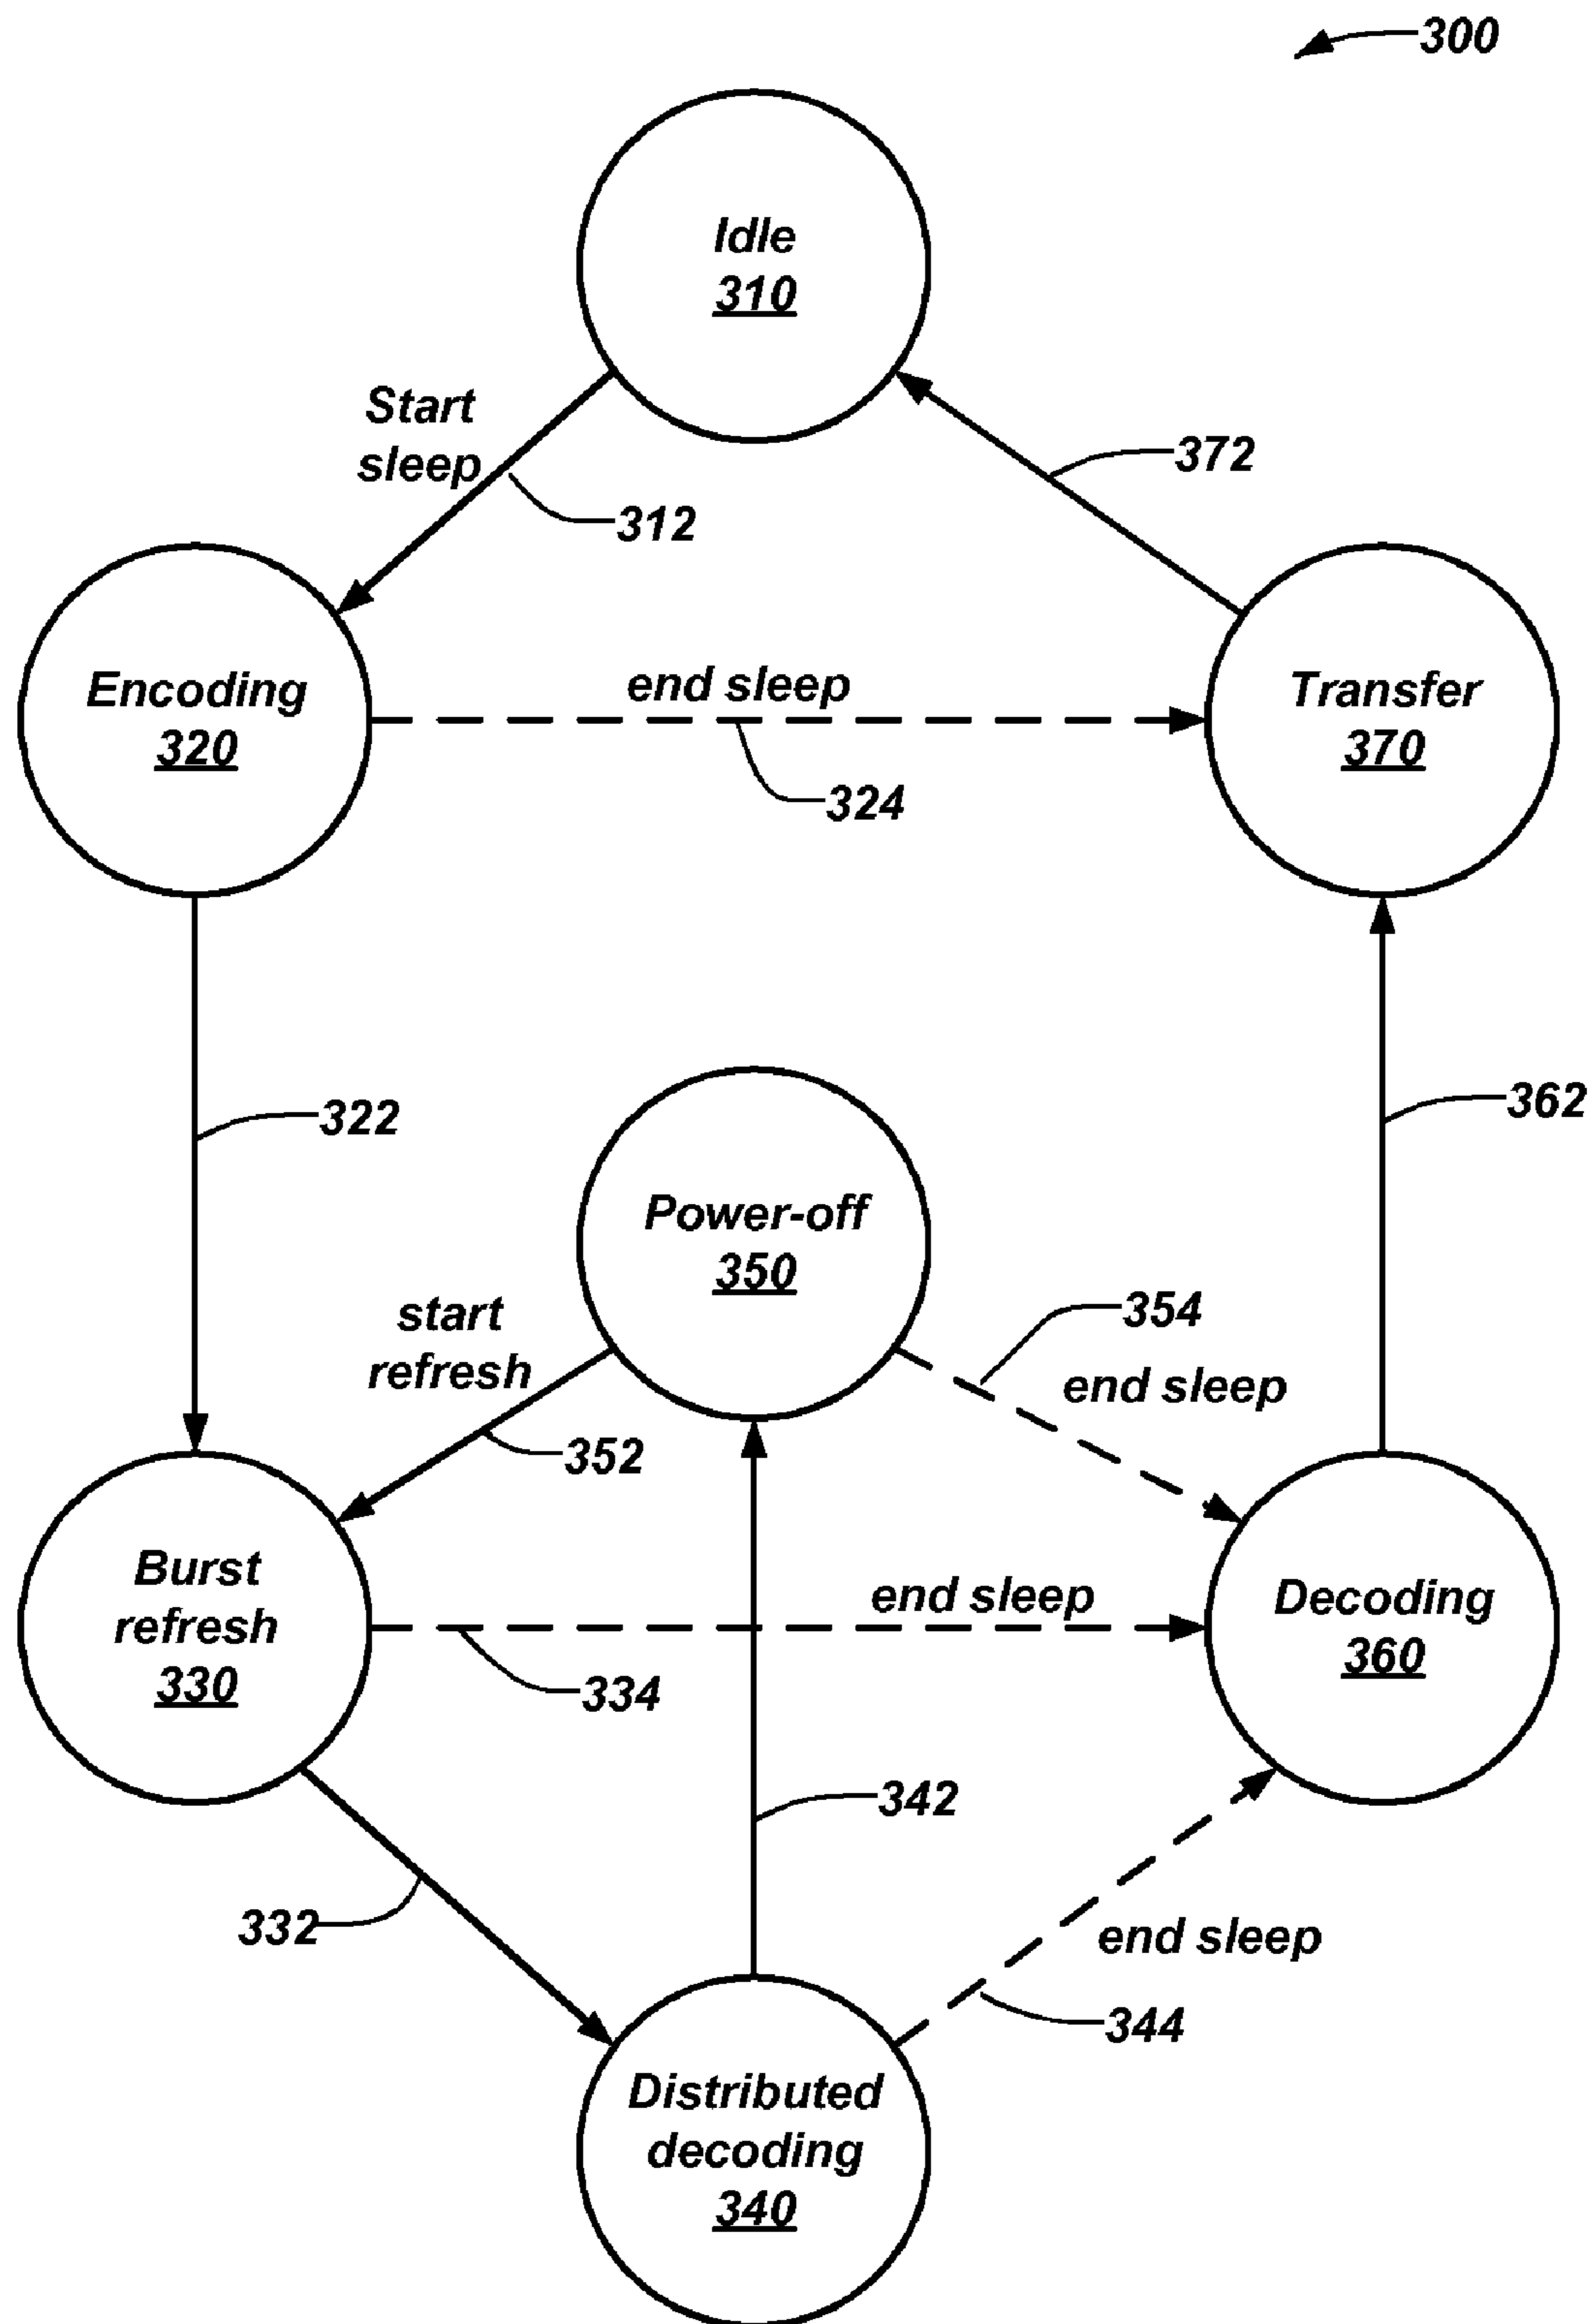 300
Idle
310
Start
sleep
312
372
Encoding
320
end sleep
324
Transfer
370
322
362
Power-off
350
start
refresh
352
354
end sleep
Burst
refresh
330
end sleep
334
Decoding
360
342
332
end sleep
344
Distributed
decoding
340